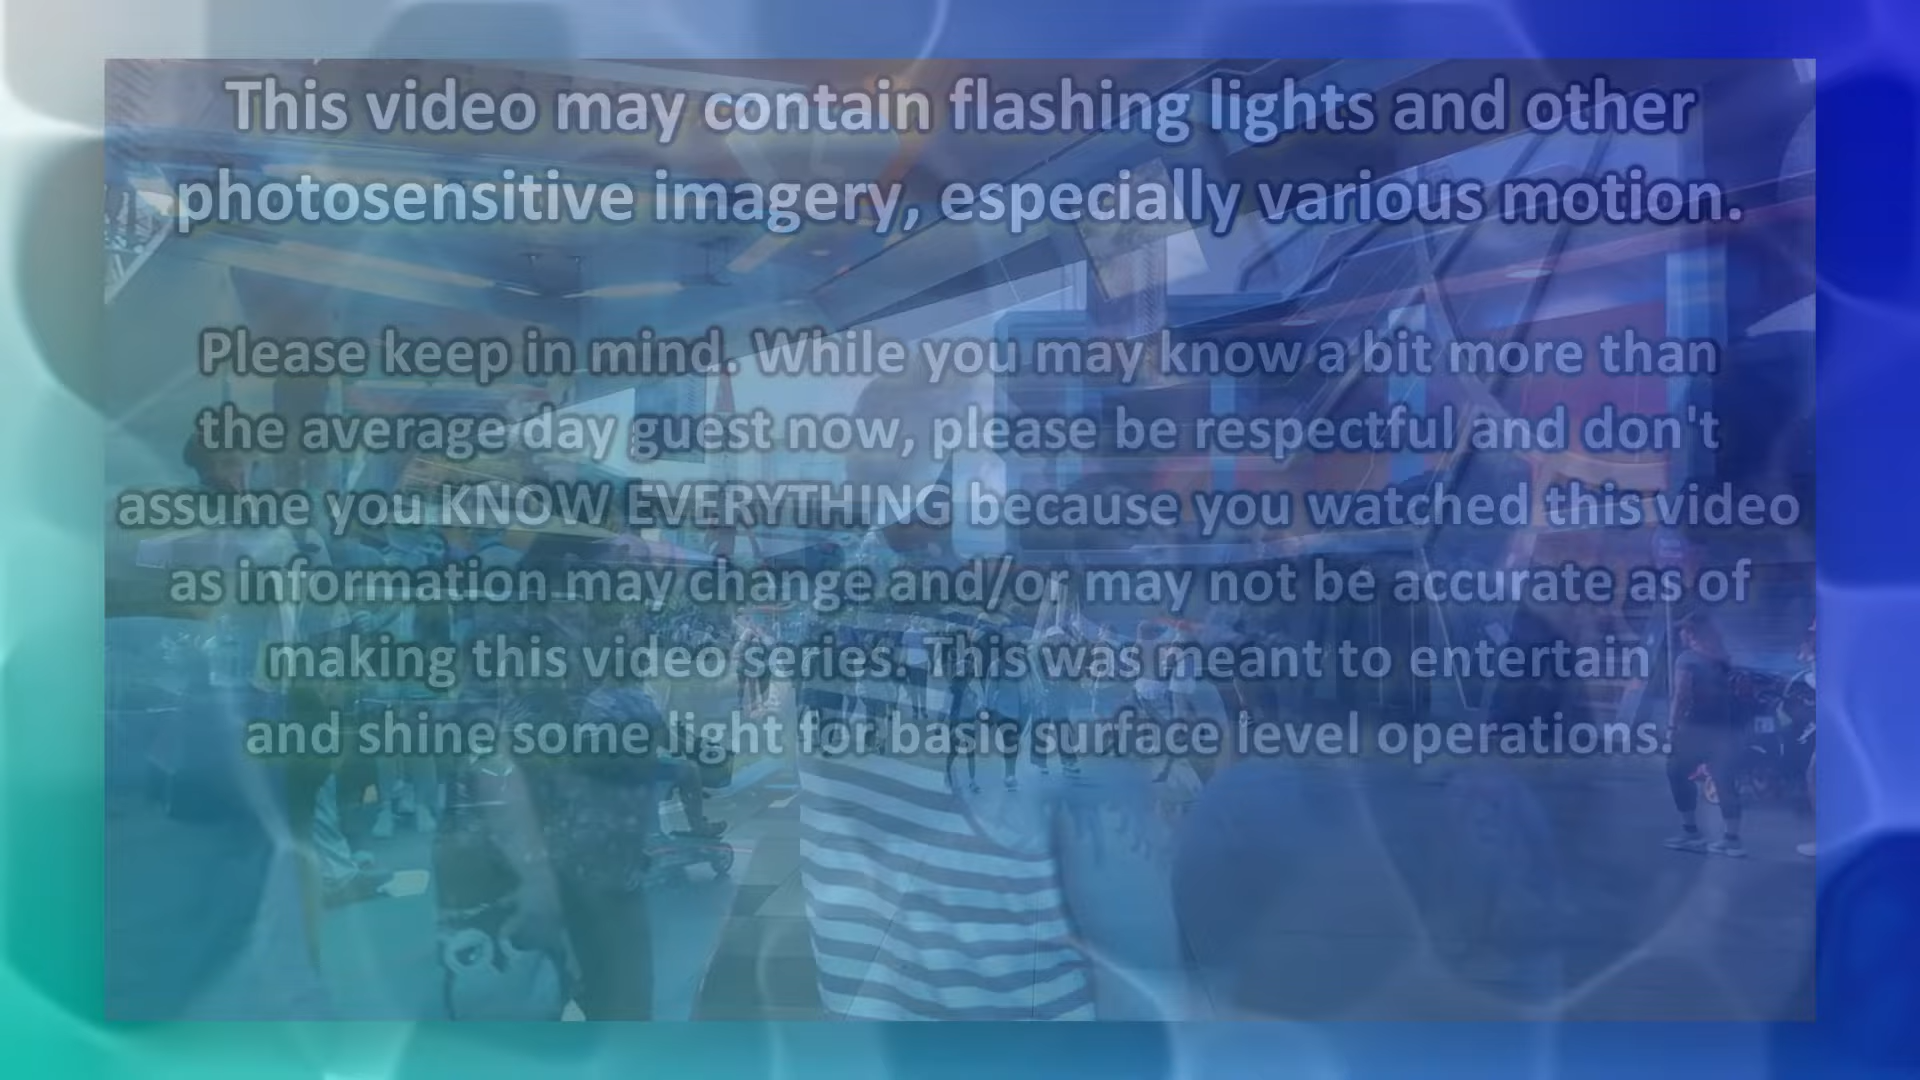 This video may contain flashing lights and other
photosensitive imagery, especially various motion.
Please keep in mind. While you may know a bit more than
the average day guest now, please be respectful and don't
assume you KNOW EVERYTHING because you watched this video
as information may change and/or may not be accurate as of
making this video series. This was meant to entertain
and shine some light for basic surface level operations.